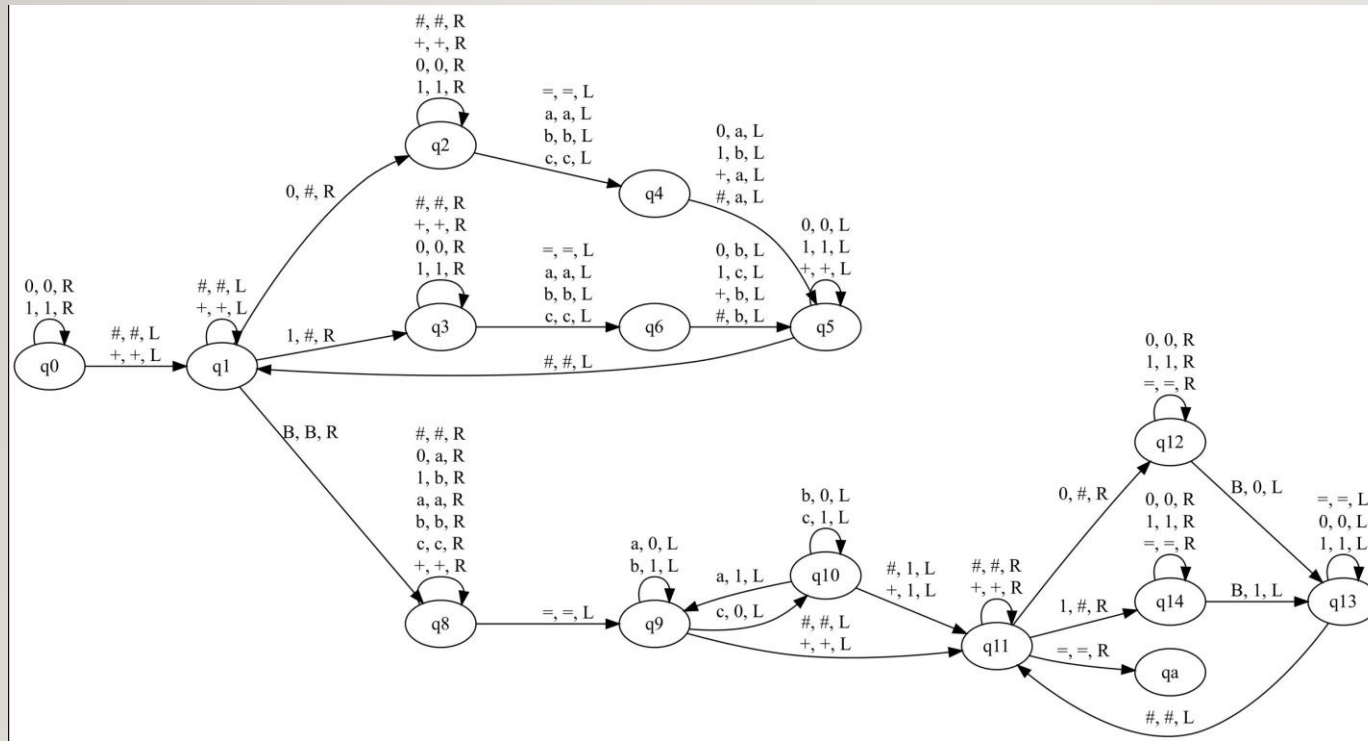 #, #, R
+, +, R
0, 0, R
1, 1, R
q2
=, =, L
a, a, L
b, b, L
c, c, L
0, a, L
1, b, L
+, a, L
#, a, L
q4
0, #, R
#, #, R
+, +, R
0, 0, R
1, 1, R
q3
=, =, L
a, a, L
b, b, L
c, c, L
q6
0, b, L
1, c, L
+, b, L
#, b, L
0, 0, L
1, 1, L
+, +, L
q5
0, 0, R
1, 1, R
q0
#, #, L
+, +, L
#, #, L
+, +, L
q1
1, #, R
#, #, L
B, B, R
#, #, R
0, a, R
1, b, R
a, a, R
b, b, R
c, c, R
+, +, R
q8
=, =, L
a, 0, L
b, 1, L
q9
b, 0, L
c, 1, L
q10
a, 1, L
c, 0, L
#, #, L
+, +, L
#, 1, L
+, 1, L
#, #, R
+, +, R
q11
0, #, R
0, 0, R
1, 1, R
=, =, R
q12
B, 0, L
1, #, R
0, 0, R
1, 1, R
=, =, R
q14
B, 1, L
=, =, L
0, 0, L
1, 1, L
q13
=, =, R
qa
#, #, L